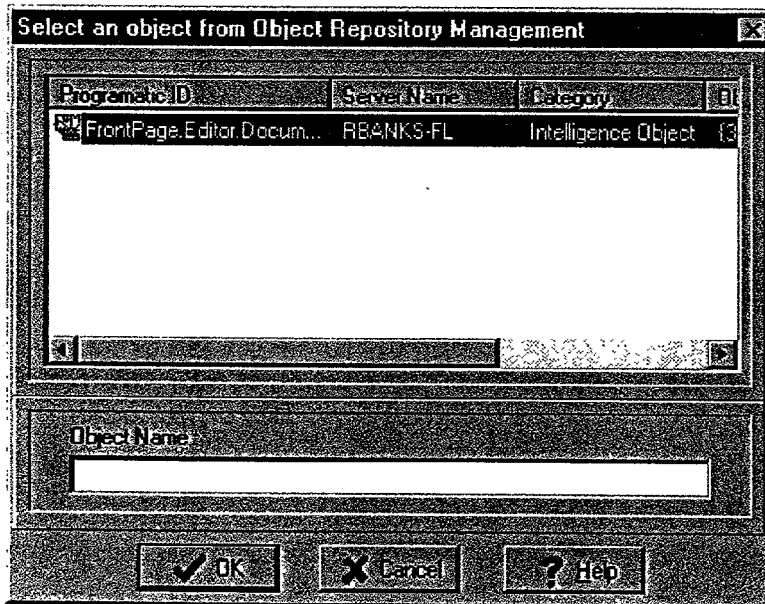 Select an object from Object Repository Management
Programatic ID Server Name Category
FrontPage.Editor.Docum... RBANKS-FL Intelligence Object {3
Object Name:
OK Cancel Help